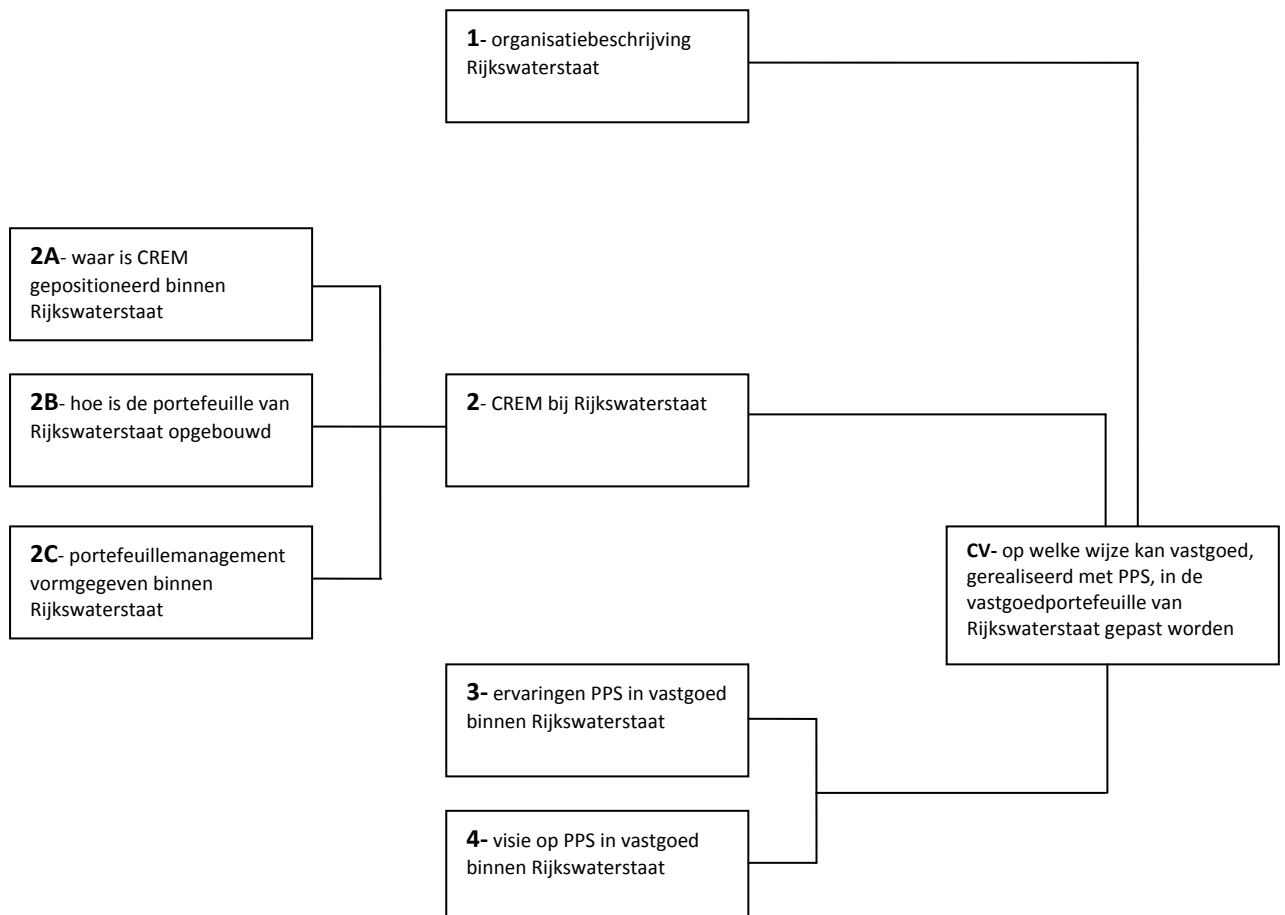 1- organisatiebeschrijving
Rijkswaterstaat
2A- waar is CREM
gepositioneerd binnen
Rijkswaterstaat
2B- hoe is de portefeuille van
Rijkswaterstaat opgebouwd
2- CREM bij Rijkswaterstaat
2C- portefeuillemanagement
vormgegeven binnen
Rijkswaterstaat
CV- op welke wijze kan vastgoed,
gerealiseerd met PPS, in de
vastgoedportefeuille van
Rijkswaterstaat gepast worden
3- ervaringen PPS in vastgoed
binnen Rijkswaterstaat
4- visie op PPS in vastgoed
binnen Rijkswaterstaat